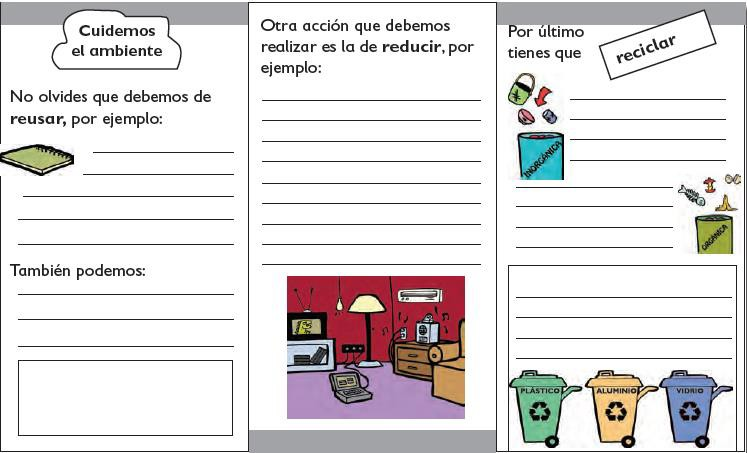 Cuidemos
el ambiente
No olvides que debemos de
reusar, por ejemplo:
También podemos:
Otra acción que debemos
realizar es la de reducir, por
ejemplo:
Por último
tienes que
reciclar
INORGÁNICA
ORGÁNICA
PLÁSTICO
ALUMINIO
VIDRIO